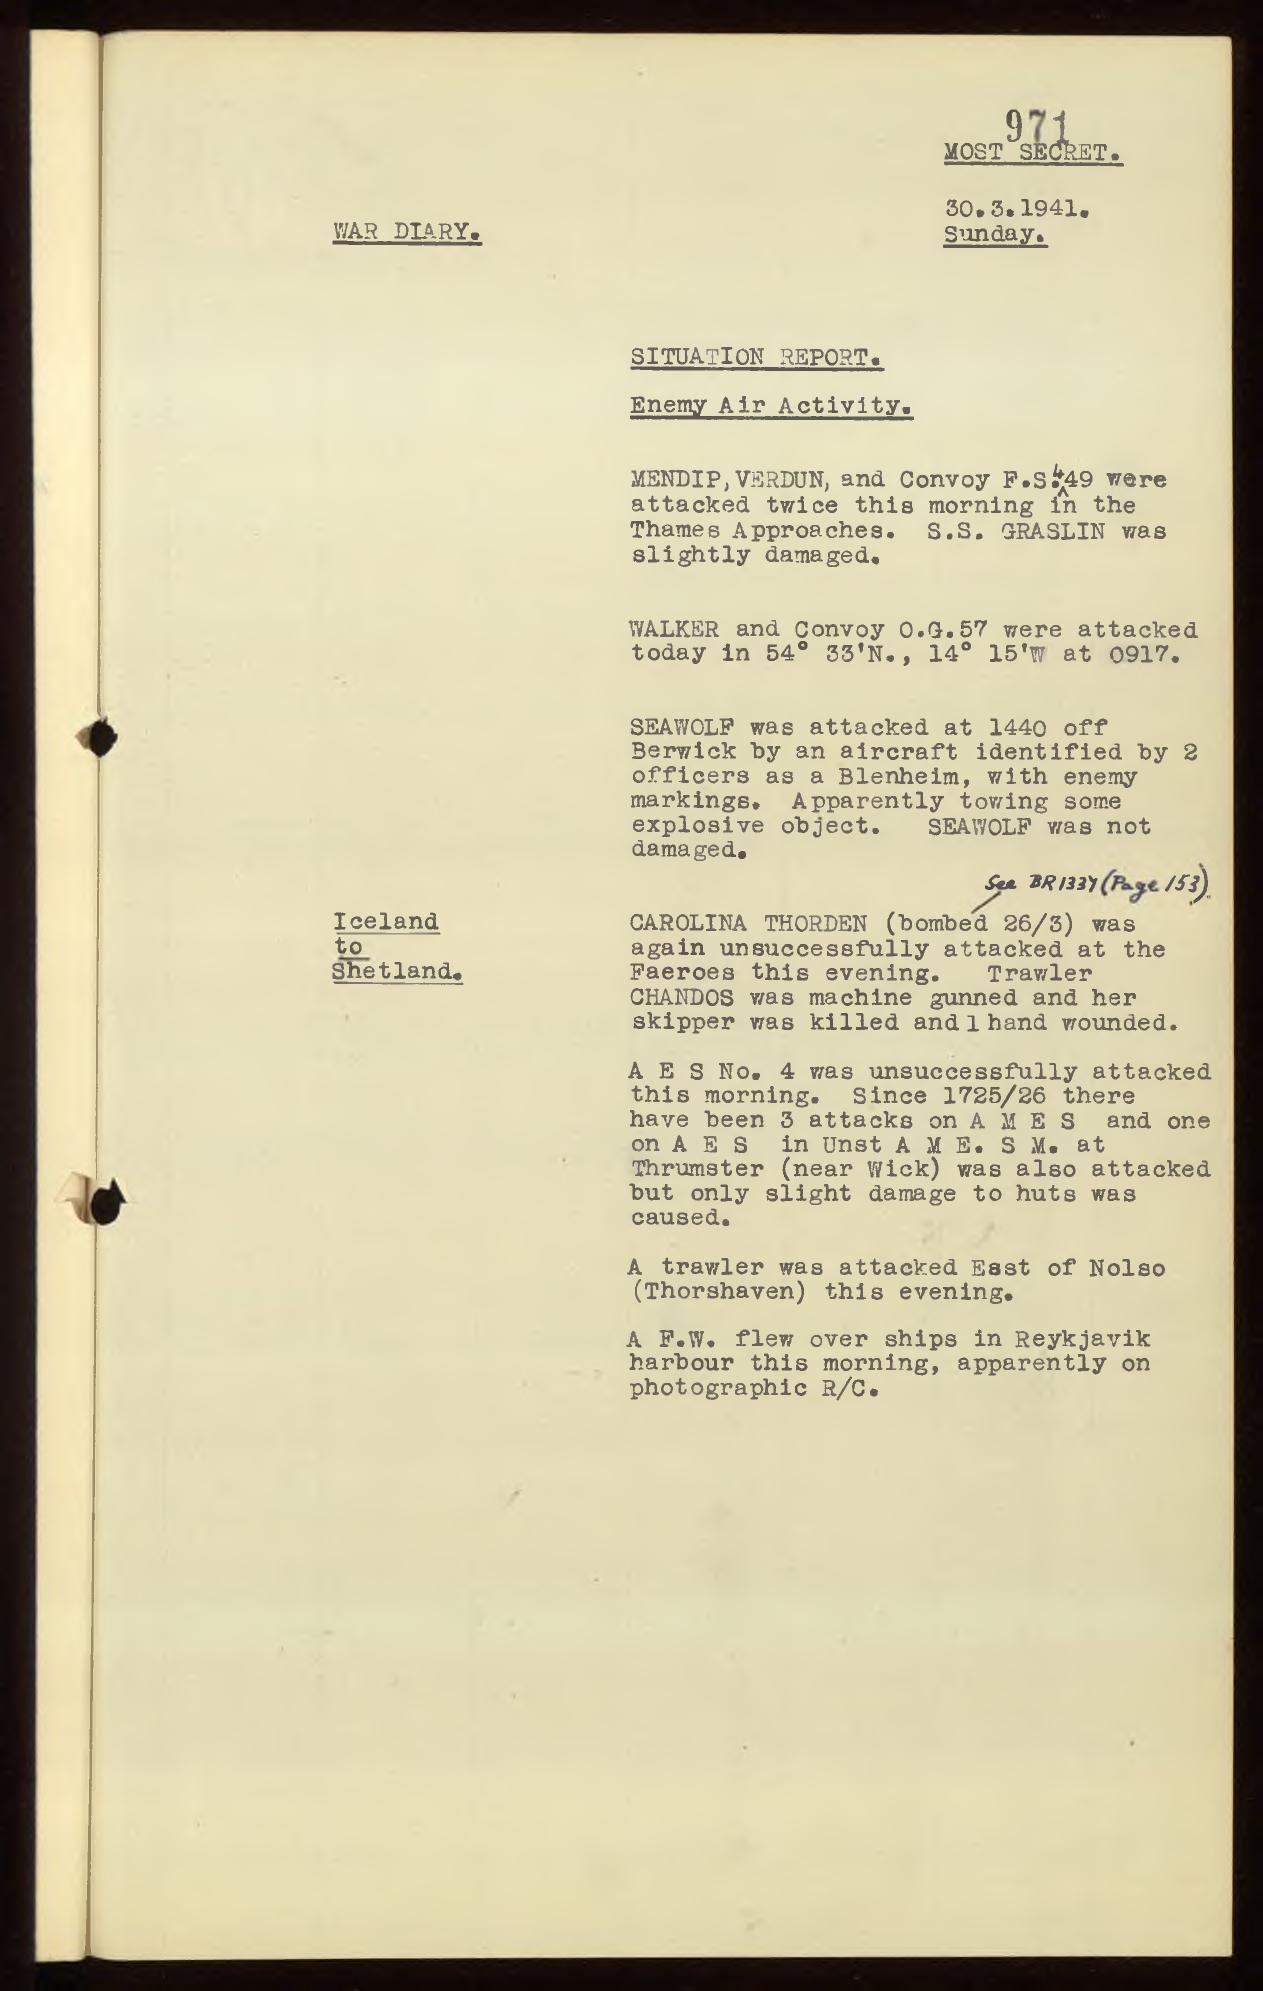 971
MOST SECRET.
30.3.1941.
WAR DIARY.
Sunday.
SITUATION REPORT.
Enemy Air Activity.
MENDIP, VERDUN, and Convoy F.S.449 were
attacked twice this morning in the
Thames Approaches. S.S. GRASLIN was
slightly damaged.
WALKER and Convoy O.G.57 were attacked
today in 54° 33'N., 14° 15'W at 0917.
SEAWOLF was attacked at 1440 off
Berwick by an aircraft identified by 2
officers as a Blenheim, with enemy
markings. Apparently towing some
explosive object. SEAWOLF was not
damaged.
See BR1337 (Page 153).
Iceland
to
Shetland.
CAROLINA THORDEN (bombed 26/3) was
again unsuccessfully attacked at the
Faeroes this evening. Trawler
CHANDOS was machine gunned and her
skipper was killed and 1 hand wounded.
A E S No. 4 was unsuccessfully attacked
this morning. Since 1725/26 there
have been 3 attacks on A M E S and one
on A E S in Unst A M E. S M. at
Thrumster (near Wick) was also attacked
but only slight damage to huts was
caused.
A trawler was attacked East of Nolso
(Thorshaven) this evening.
A F.W. flew over ships in Reykjavik
harbour this morning, apparently on
photographic R/C.